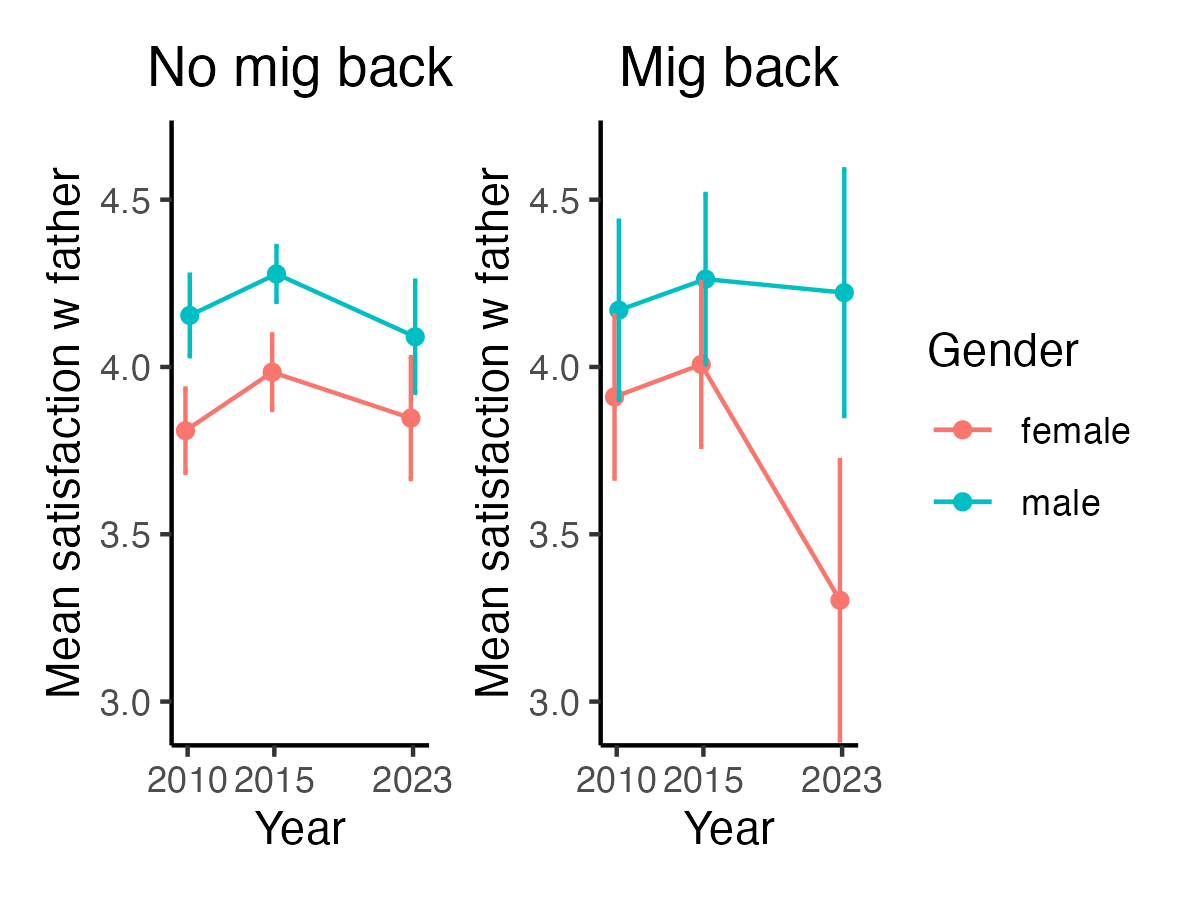 No mig back
Mean satisfaction w father
4.5
4.0
3.5
3.0
2010 2015 2023
Year
Mig back
Mean satisfaction w father
4.5
4.0
3.5
3.0
2010 2015 2023
Year
Gender
female
male